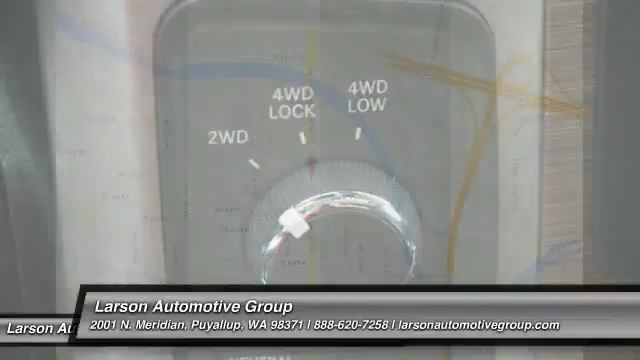 4WD
LOCK
4WD
LOW
2WD
Larson Automotive Group
Larson Au
2001 N. Meridian, Puyallup, WA 98371 | 888-620-7258 | larsonautomotivegroup.com
NEUTRAL